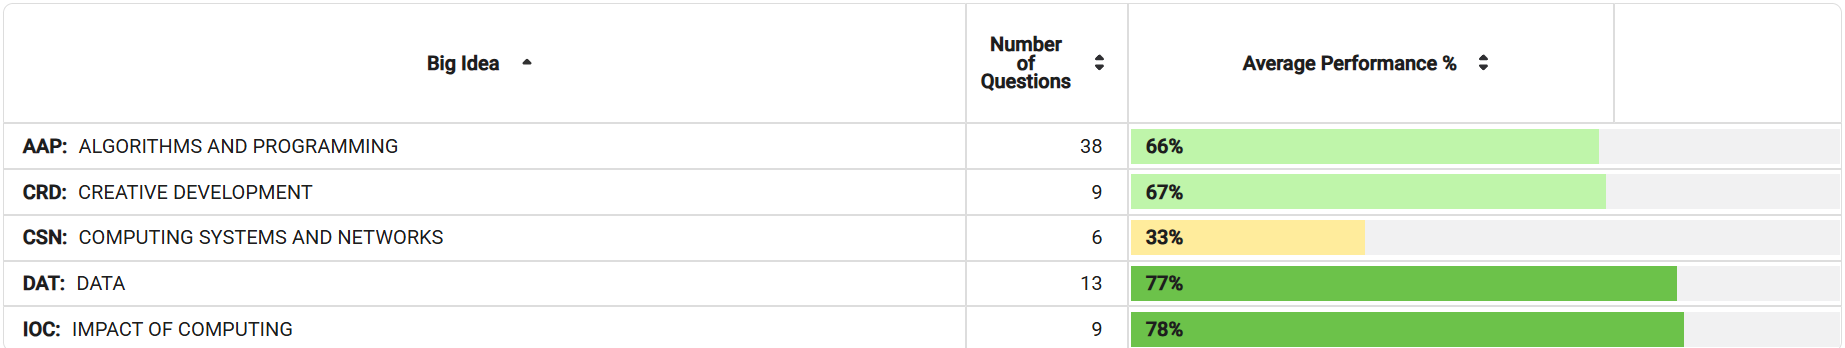 Big Idea
Number
of
Questions
Average Performance %
AAP: ALGORITHMS AND PROGRAMMING 38 66%
CRD: CREATIVE DEVELOPMENT 9 67%
CSN: COMPUTING SYSTEMS AND NETWORKS 6 33%
DAT: DATA 13 77%
IOC: IMPACT OF COMPUTING 9 78%